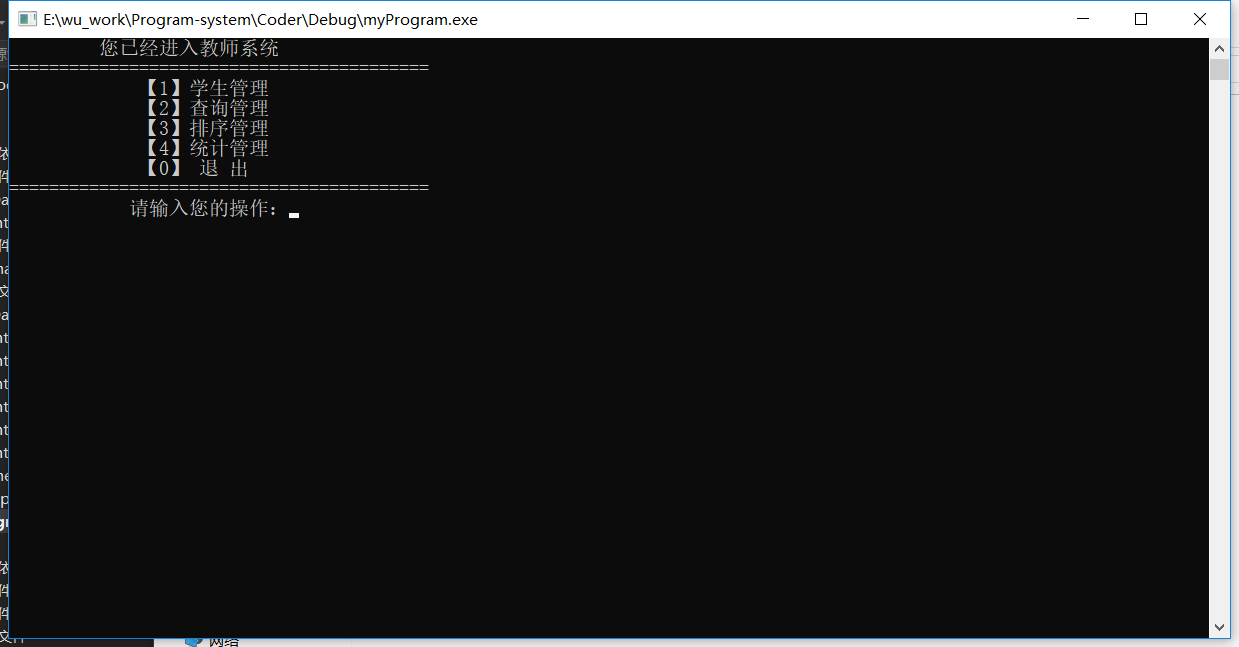 E:\wu_work\Program-system\Coder\Debug\myProgram.exe
您已经进入教师系统
==========================================
【1】学生管理
【2】查询管理
【3】排序管理
【4】统计管理
【0】 退 出
==========================================
请输入您的操作:
网络